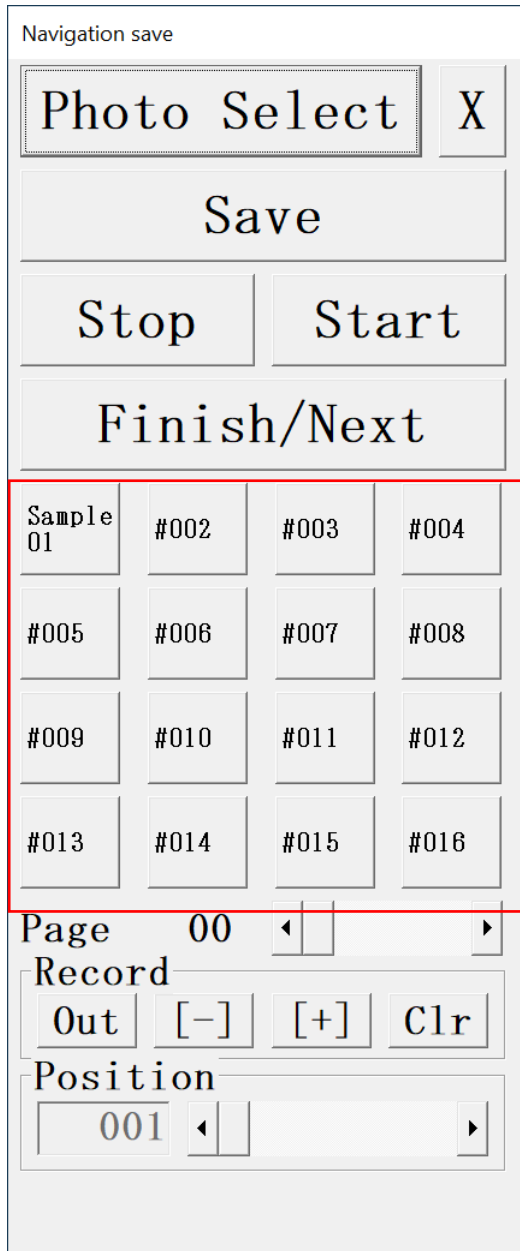 Navigation save
Photo Select X
Save
Stop Start
Finish/Next
Sample
01 #002 #003 #004
#005 #006 #007 #008
#009 #010 #011 #012
#013 #014 #015 #016
Page 00
Record
Out [-] [+] Clr
Position
001